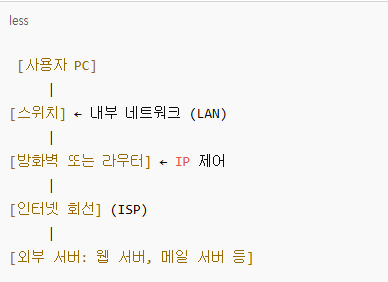 less
[사용자 PC]
|
[스위치] ← 내부 네트워크 (LAN)
|
[방화벽 또는 라우터] ← IP 제어
|
[인터넷 회선] (ISP)
|
[외부 서버: 웹 서버, 메일 서버 등]